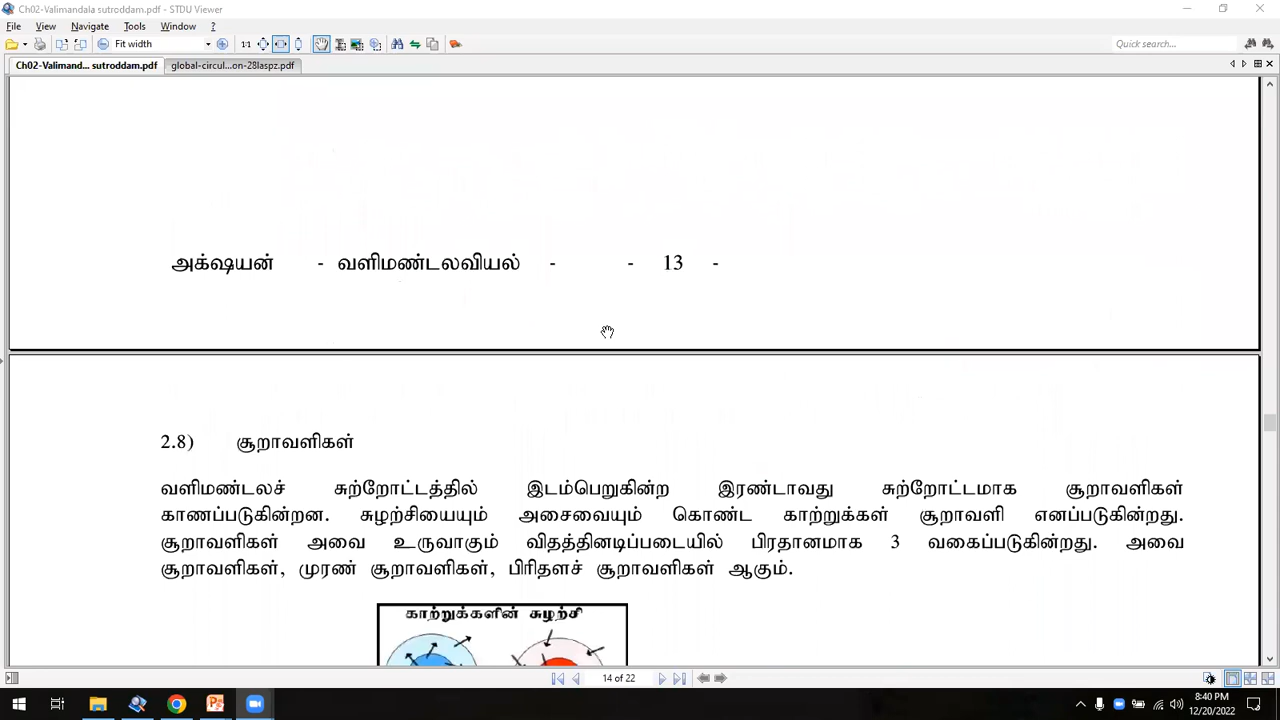 Ch02-Valimandala sutroddam.pdf - STDU Viewer
File View Navigate Tools Window ?
Fit width 1:1 Quick search...
Ch02-Valimand... sutroddam.pdf global-circul...on-28laspz.pdf
அக்ஷயன் - வளிமண்டலவியல் - - 13 -
2.8) சூறாவளிகள்
வளிமண்டலச் சுற்றோட்டத்தில் இடம்பெறுகின்ற இரண்டாவது சுற்றோட்டமாக சூறாவளிகள்
காணப்படுகின்றன. சுழற்சியையும் அசைவையும் கொண்ட காற்றுக்கள் சூறாவளி எனப்படுகின்றது.
சூறாவளிகள் அவை உருவாகும் விதத்தினடிப்படையில் பிரதானமாக 3 வகைப்படுகின்றது. அவை
சூறாவளிகள், முரண் சூறாவளிகள், பிரிதளச் சூறாவளிகள் ஆகும்.
காற்றுக்களின் சுழற்சி
14 of 22
8:40 PM
12/20/2022